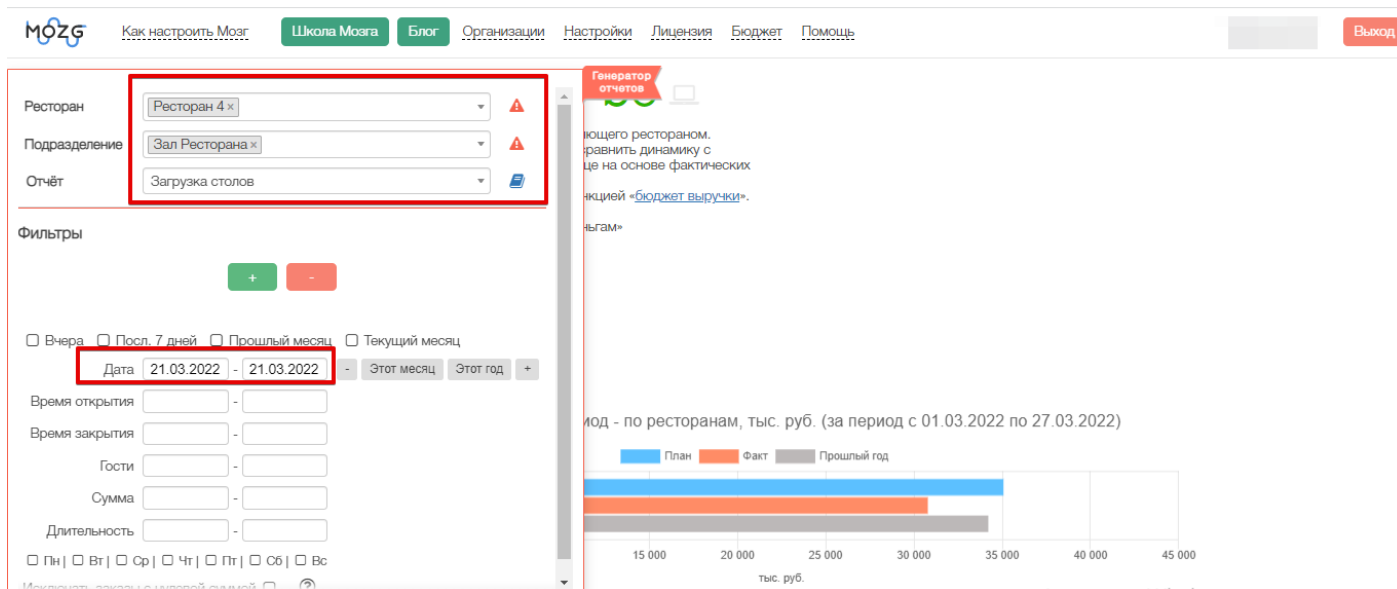 MOZG Как настроить Мозг Школа Мозга Блог Организации Настройки Лицензия Бюджет Помощь Выход
Генератор
отчетов
Ресторан Ресторан 4 ×
Подразделение Зал Ресторана ×
Отчёт Загрузка столов
Фильтры
+ -
Вчера Посл. 7 дней Прошлый месяц Текущий месяц
Дата 21.03.2022 - 21.03.2022 - Этот месяц Этот год +
Время открытия -
Время закрытия -
Гости -
Сумма -
Длительность -
Пн | Вт | Ср | Чт | Пт | Сб | Вс
Исключать заказы с нулевой суммой ?
ющего рестораном.
сравнить динамику с
це на основе фактических
нкцией «бюджет выручки».
ньгам»
иод - по ресторанам, тыс. руб. (за период с 01.03.2022 по 27.03.2022)
План Факт Прошлый год
15 000 20 000 25 000 30 000 35 000 40 000 45 000
тыс. руб.